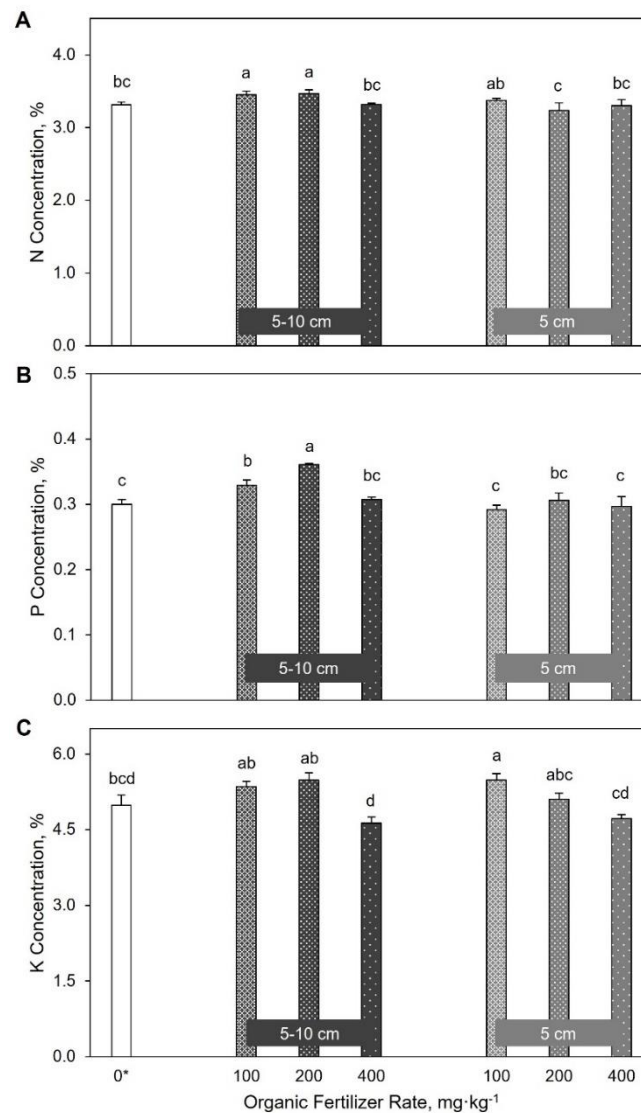 A
N Concentration, %
4.0
3.0
2.0
1.0
0.0
bc
a
a
bc
ab
c
bc
5-10 cm
5 cm
B
P Concentration, %
0.5
0.4
0.3
0.2
0.1
0.0
c
b
a
bc
c
bc
c
5-10 cm
5 cm
C
K Concentration, %
6.0
4.5
3.0
1.5
0.0
bcd
ab
ab
d
a
abc
cd
5-10 cm
5 cm
0* 100 200 400 100 200 400
Organic Fertilizer Rate, mg·kg⁻¹